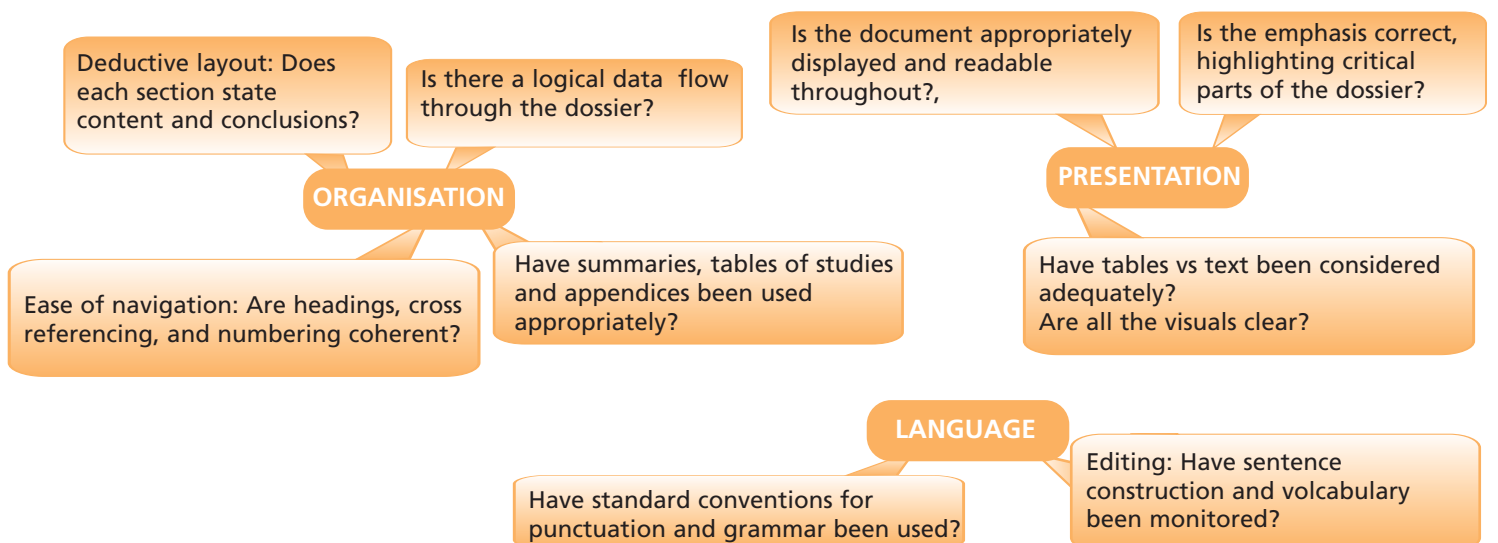 Deductive layout: Does
each section state
content and conclusions?
Is there a logical data flow
through the dossier?
ORGANISATION
Ease of navigation: Are headings, cross
referencing, and numbering coherent?
Have summaries, tables of studies
and appendices been used
appropriately?
Is the document appropriately
displayed and readable
throughout?,
Is the emphasis correct,
highlighting critical
parts of the dossier?
PRESENTATION
Have tables vs text been considered
adequately?
Are all the visuals clear?
LANGUAGE
Have standard conventions for
punctuation and grammar been used?
Editing: Have sentence
construction and volcabulary
been monitored?